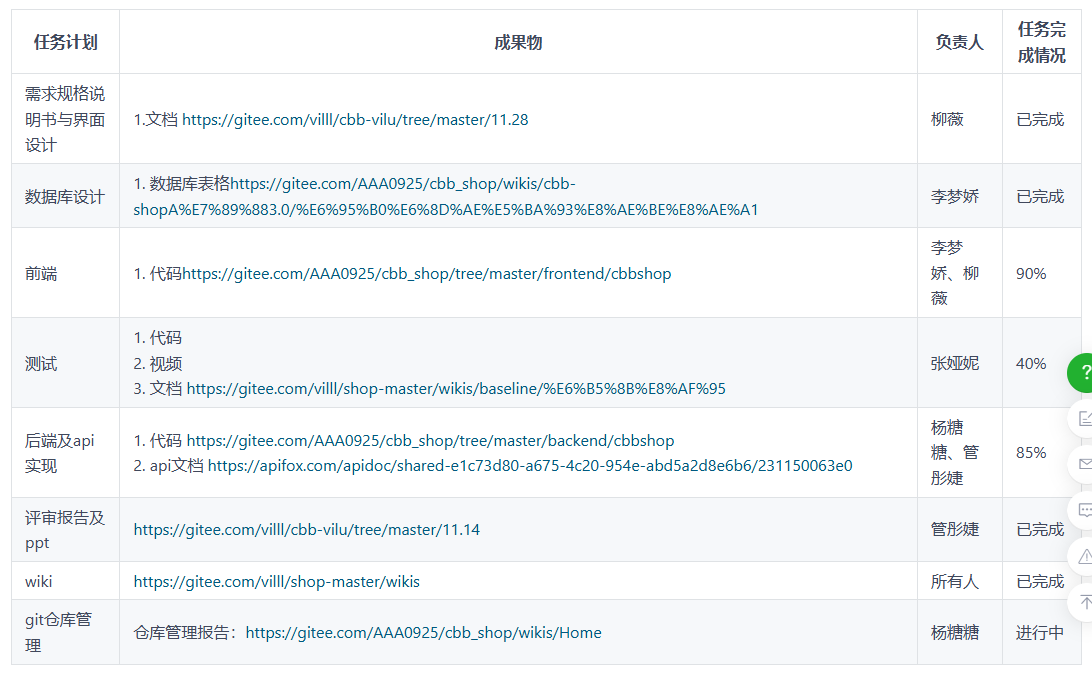 任务计划
成果物
负责人
任务完
成情况
需求规格说
明书与界面
设计
1.文档 https://gitee.com/villl/cbb-vilu/tree/master/11.28
柳薇
已完成
数据库设计
1. 数据库表格https://gitee.com/AAA0925/cbb_shop/wikis/cbb-
shopA%E7%89%883.0/%E6%95%B0%E6%8D%AE%E5%BA%93%E8%AE%BE%E8%AE%A1
李梦娇
已完成
前端
1. 代码https://gitee.com/AAA0925/cbb_shop/tree/master/frontend/cbbshop
李梦
娇、柳
薇
90%
测试
1. 代码
2. 视频
3. 文档 https://gitee.com/villl/shop-master/wikis/baseline/%E6%B5%8B%E8%AF%95
张娅妮
40%
后端及api
实现
1. 代码 https://gitee.com/AAA0925/cbb_shop/tree/master/backend/cbbshop
2. api文档 https://apifox.com/apidoc/shared-e1c73d80-a675-4c20-954e-abd5a2d8e6b6/231150063e0
杨糖
糖、管
彤婕
85%
评审报告及
ppt
https://gitee.com/villl/cbb-vilu/tree/master/11.14
管彤婕
已完成
wiki
https://gitee.com/villl/shop-master/wikis
所有人
已完成
git仓库管
理
仓库管理报告：https://gitee.com/AAA0925/cbb_shop/wikis/Home
杨糖糖
进行中
?